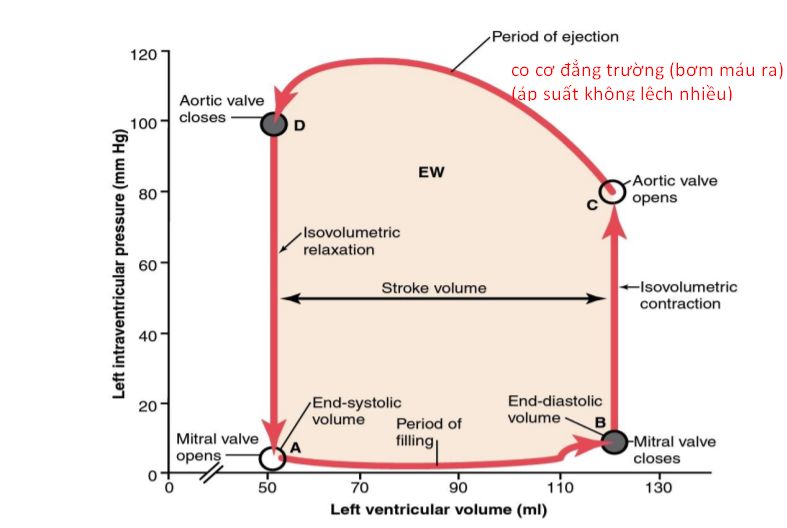 Period of ejection
co cơ đẳng trường (bơm máu ra)
(áp suất không lệch nhiều)
120
Aortic valve
closes
D
100
EW
Aortic valve
opens
C
80
Left intraventricular pressure (mm Hg)
Isovolumetric
relaxation
60
Stroke volume
Isovolumetric
contraction
40
20
End-systolic
volume
Period of
filling
End-diastolic
volume
B
Mitral valve
opens
A
Mitral valve
closes
0
0
50
70
90
110
130
Left ventricular volume (ml)